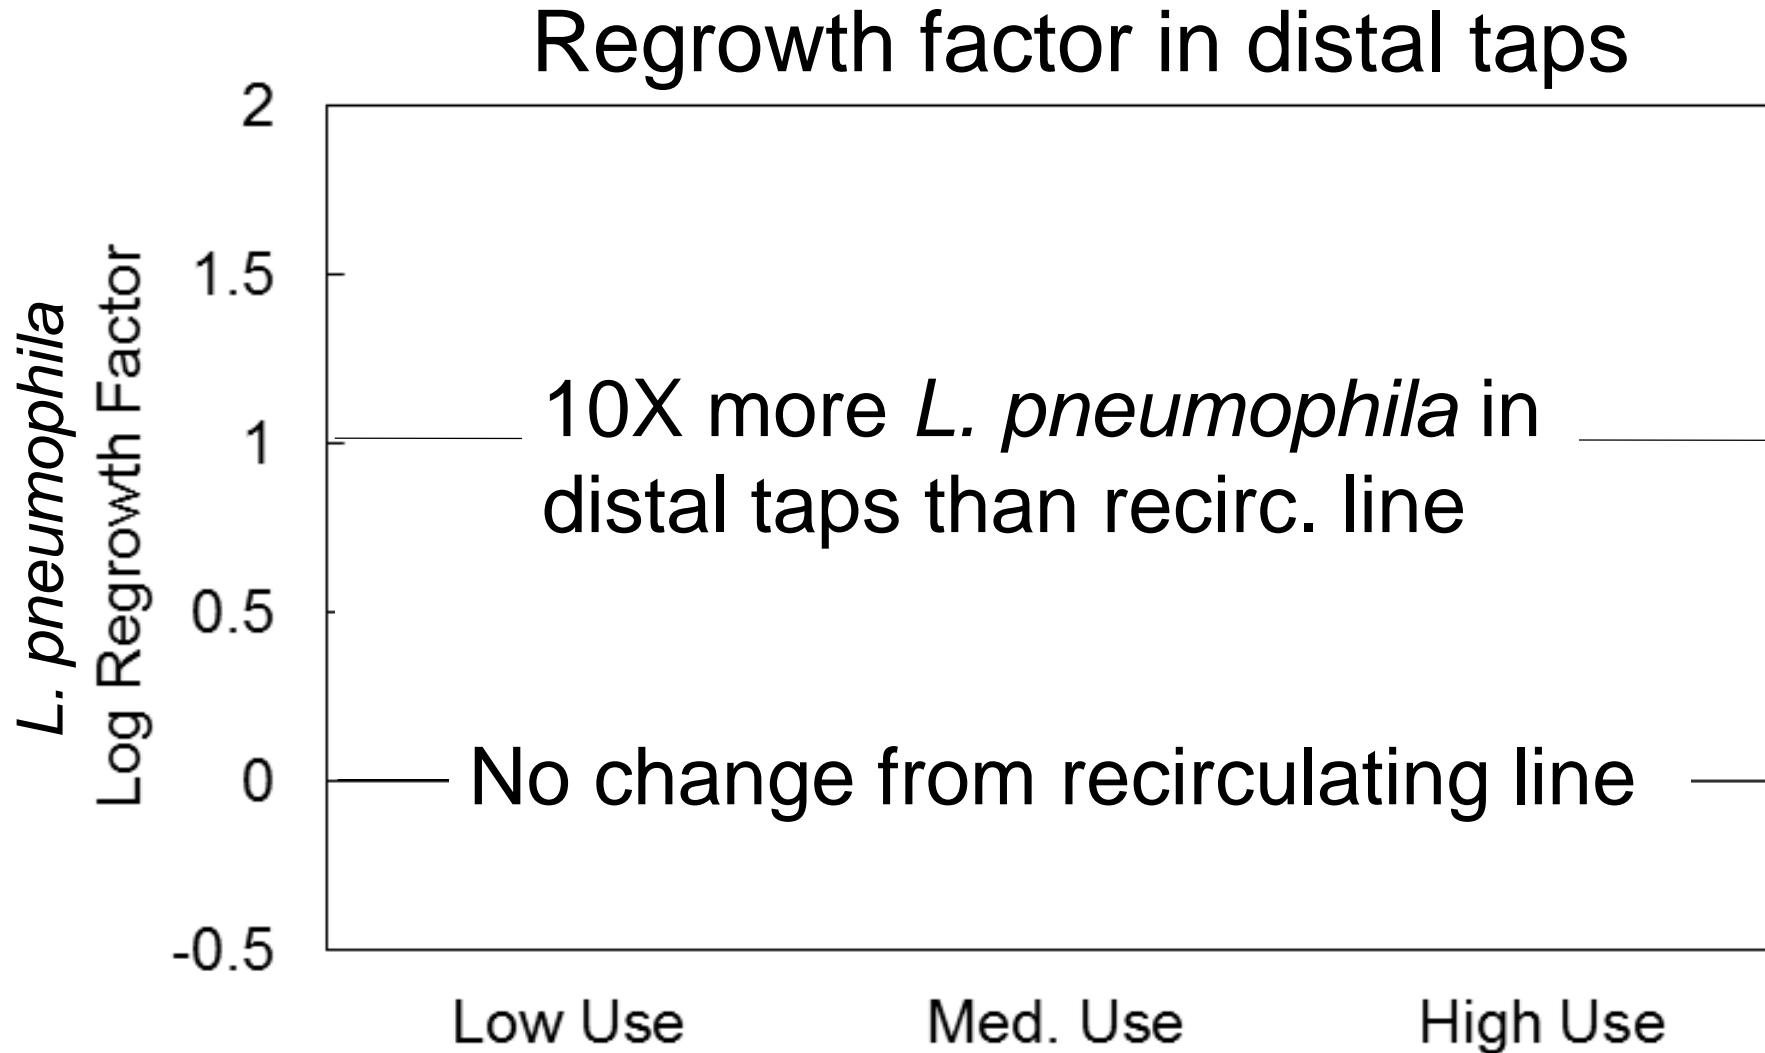 Regrowth factor in distal taps
L. pneumophila
Log Regrowth Factor
2
1.5
1
0.5
0
-0.5
10X more L. pneumophila in
distal taps than recirc. line
No change from recirculating line
Low Use
Med. Use
High Use